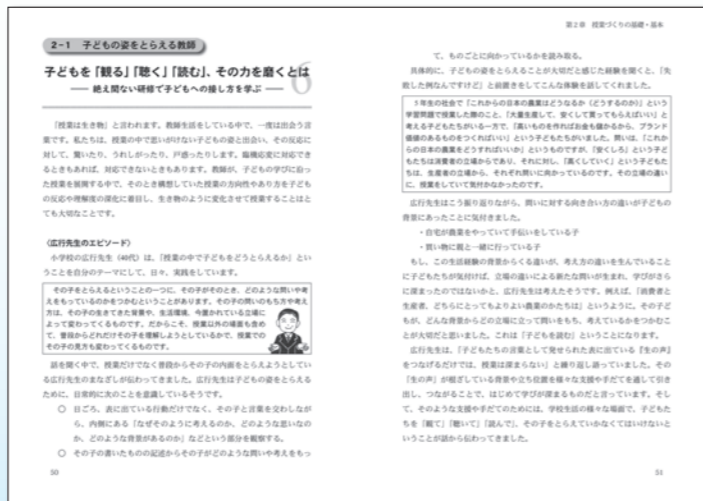 2-1 子どもの姿をとらえる教師
6
子どもを「観る」「聴く」「読む」、その力を磨くとは
── 絶え間ない研修で子どもへの接し方を学ぶ ──
「授業は生き物」と言われます。教師生活をしている中で、一度は出会う言
葉です。私たちは、授業の中で思いがけない子どもの姿と出会い、その反応に
対して、驚いたり、うれしがったり、戸惑ったりします。臨機応変に対応でき
るときもあれば、対応できないときもあります。教師が、子どもの学びに沿っ
た授業を展開する中で、そのとき構想していた授業の方向性やあり方を子ども
の反応や理解度の深化に着目し、生き物のように変化させて授業することはと
ても大切なことです。
〈広行先生のエピソード〉
小学校の広行先生（40代）は、「授業の中で子どもをどうとらえるか」とい
うことを自分のテーマにして、日々、実践をしています。
その子をとらえるということの一つに、その子がそのとき、どのような問いや考
えをもっているのかをつかむということがあります。その子の問いのもち方や考え
方は、その子の生きてきた背景や、生活環境、今置かれている立場に
よって変わってくるものです。だからこそ、授業以外の場面も含め
て、普段からどれだけその子を理解しようとしているかで、授業での
その子の見方も変わってくるものです。
話を聞く中で、授業だけでなく普段からその子の内面をとらえようとしてい
る広行先生のまなざしが伝わってきました。広行先生は子どもの姿をとらえる
ために、日常的に次のことを意識しているそうです。
○ 日ごろ、表に出ている行動だけでなく、その子と言葉を交わしなが
ら、内側にある「なぜそのように考えるのか、どのような思いなの
か、どのような背景があるのか」などという部分を観察する。
○ その子の書いたものの記述からその子がどのような問いや考えをもっ
50
第2章 授業づくりの基礎・基本
て、ものごとに向かっているかを読み取る。
具体的に、子どもの姿をとらえることが大切だと感じた経験を聞くと、「失
敗した例なんですけど」と前置きをしてこんな体験を話してくれました。
5年生の社会で「これからの日本の農業はどうなるか（どうするのか）」という
学習問題で授業した際のこと、「大量生産して、安くして買ってもらえばいい」と
考える子どもたちがいる一方で、「高いものを作ればお金も儲かるから、ブランド
価値のあるものをつくればいい」という子どもたちがいました。問いは、「これか
らの日本の農業をどうすればいいか」というものですが、「安くしろ」という子ど
もたちは消費者の立場からであり、それに対し、「高くしていく」という子どもた
ちは、生産者の立場から、それぞれ問いに向かっているのです。その立場の違い
に、授業をしていて気付かなかったのです。
広行先生はこう振り返りながら、問いに対する向き合い方の違いが子どもの
背景にあったことに気付きました。
・自宅が農業をやっていて手伝いをしている子
・買い物に親と一緒に行っている子
もし、この生活経験の背景からくる違いが、考え方の違いを生んでいること
に子どもたちが気付けば、立場の違いによる新たな問いが生まれ、学びがさら
に深まったのではないかと、広行先生は考えたそうです。例えば、「消費者と
生産者、どちらにとってもよりよい農業のかたちは」というように。その子ど
もが、どんな背景からどの立場に立って問いをもち、考えているかをつかむこ
とが大切だと思いました。これは「子どもを読む」ということになります。
広行先生は、「子どもたちの言葉として発せられた表に出ている『生の声』
をつなげるだけでは、授業は深まらない」と繰り返し語っていました。その
「生の声」が根ざしている背景や立ち位置を様々な支援や手だてを通して引き
出し、つながることで、はじめて学びが深まるものだと言っています。そし
て、そのような支援や手だてのためには、学校生活の様々な場面で、子どもた
ちを「観て」「聴いて」「読んで」、その子をとらえていかなくてはいけないと
いうことが話から伝わってきました。
51